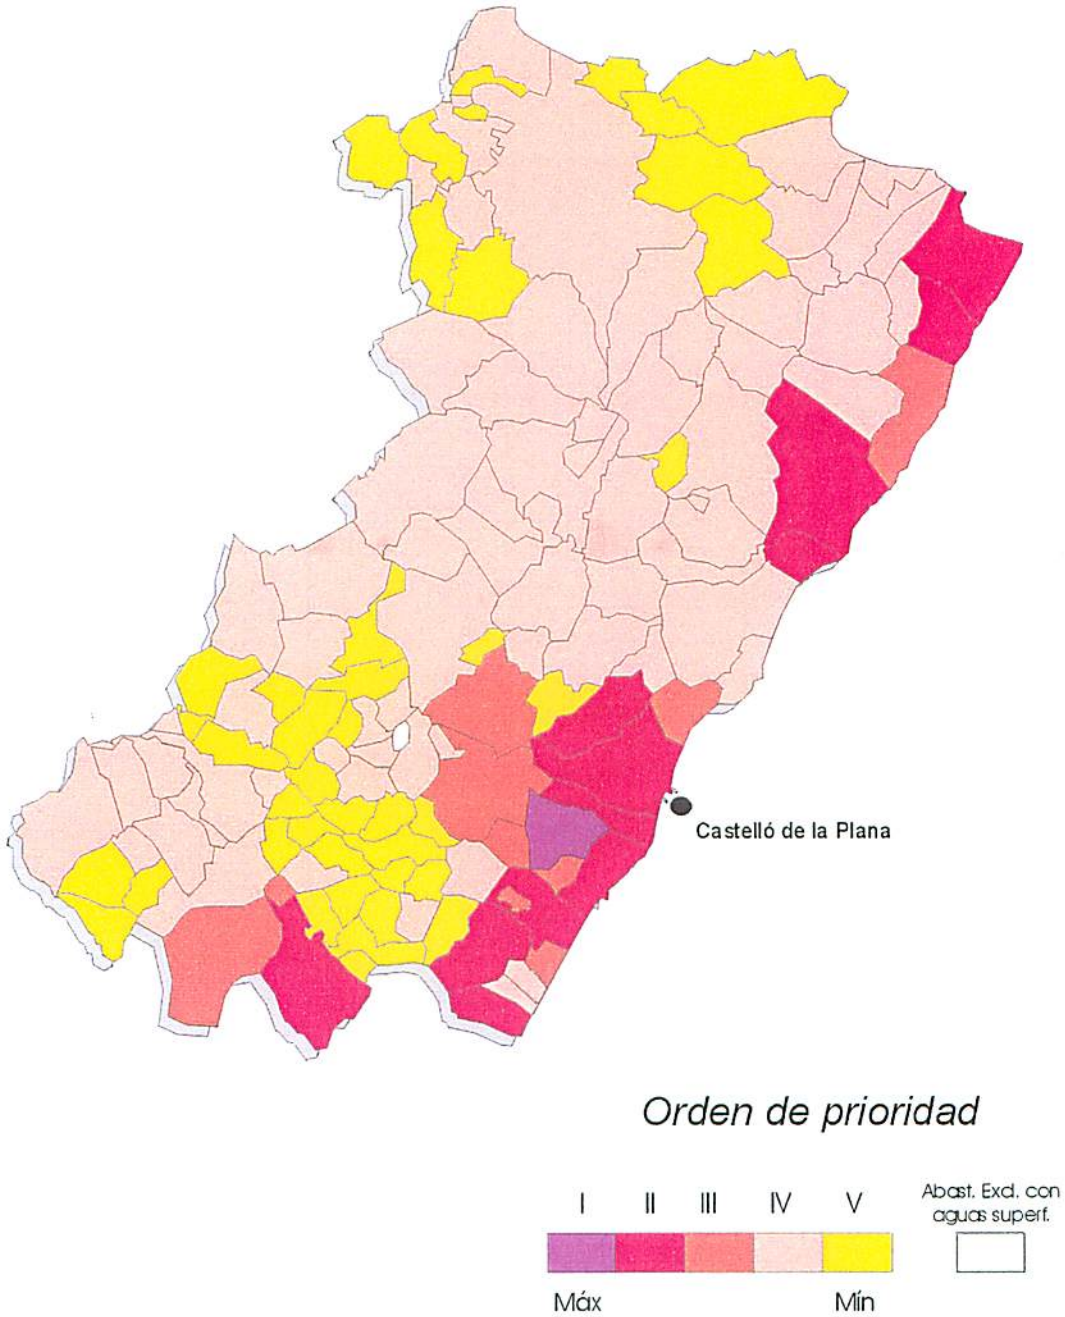 Castelló de la Plana
Orden de prioridad
I II III IV V
Abast. Excl. con
aguas superf.
Máx Mín